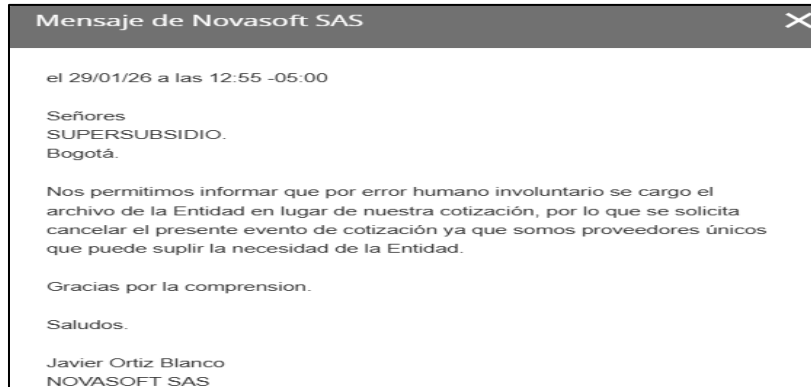 Mensaje de Novasoft SAS
el 29/01/26 a las 12:55 -05:00
Señores
SUPERSUBSIDIO.
Bogotá.
Nos permitimos informar que por error humano involuntario se cargo el
archivo de la Entidad en lugar de nuestra cotización, por lo que se solicita
cancelar el presente evento de cotización ya que somos proveedores únicos
que puede suplir la necesidad de la Entidad.
Gracias por la comprension.
Saludos.
Javier Ortiz Blanco
NOVASOFT SAS